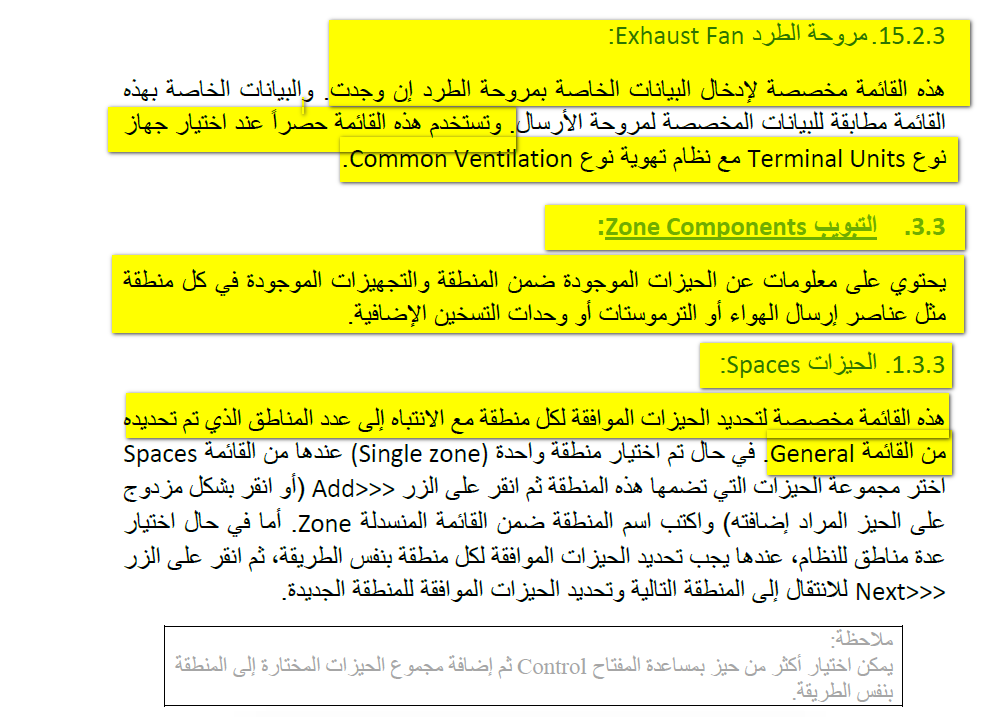 15.2.3. مروحة الطرد Exhaust Fan:
هذه القائمة مخصصة لإدخال البيانات الخاصة بمروحة الطرد إن وجدت. والبيانات الخاصة بهذه
القائمة مطابقة للبيانات المخصصة لمروحة الأرسال. وتستخدم هذه القائمة حصراً عند اختيار جهاز
نوع Terminal Units مع نظام تهوية نوع Common Ventilation.
3.3. التبويب Zone Components:
يحتوي على معلومات عن الحيزات الموجودة ضمن المنطقة والتجهيزات الموجودة في كل منطقة
مثل عناصر إرسال الهواء أو الترموستات أو وحدات التسخين الإضافية.
1.3.3. الحيزات Spaces:
هذه القائمة مخصصة لتحديد الحيزات الموافقة لكل منطقة مع الانتباه إلى عدد المناطق الذي تم تحديده
من القائمة General. في حال تم اختيار منطقة واحدة (Single zone) عندها من القائمة Spaces
اختر مجموعة الحيزات التي تضمها هذه المنطقة ثم انقر على الزر Add>>> (أو انقر بشكل مزدوج
على الحيز المراد إضافته) واكتب اسم المنطقة ضمن القائمة المنسدلة Zone. أما في حال اختيار
عدة مناطق للنظام، عندها يجب تحديد الحيزات الموافقة لكل منطقة بنفس الطريقة، ثم انقر على الزر
Next>>> للانتقال إلى المنطقة التالية وتحديد الحيزات الموافقة للمنطقة الجديدة.
ملاحظة:
يمكن اختيار أكثر من حيز بمساعدة المفتاح Control ثم إضافة مجموع الحيزات المختارة إلى المنطقة
بنفس الطريقة.